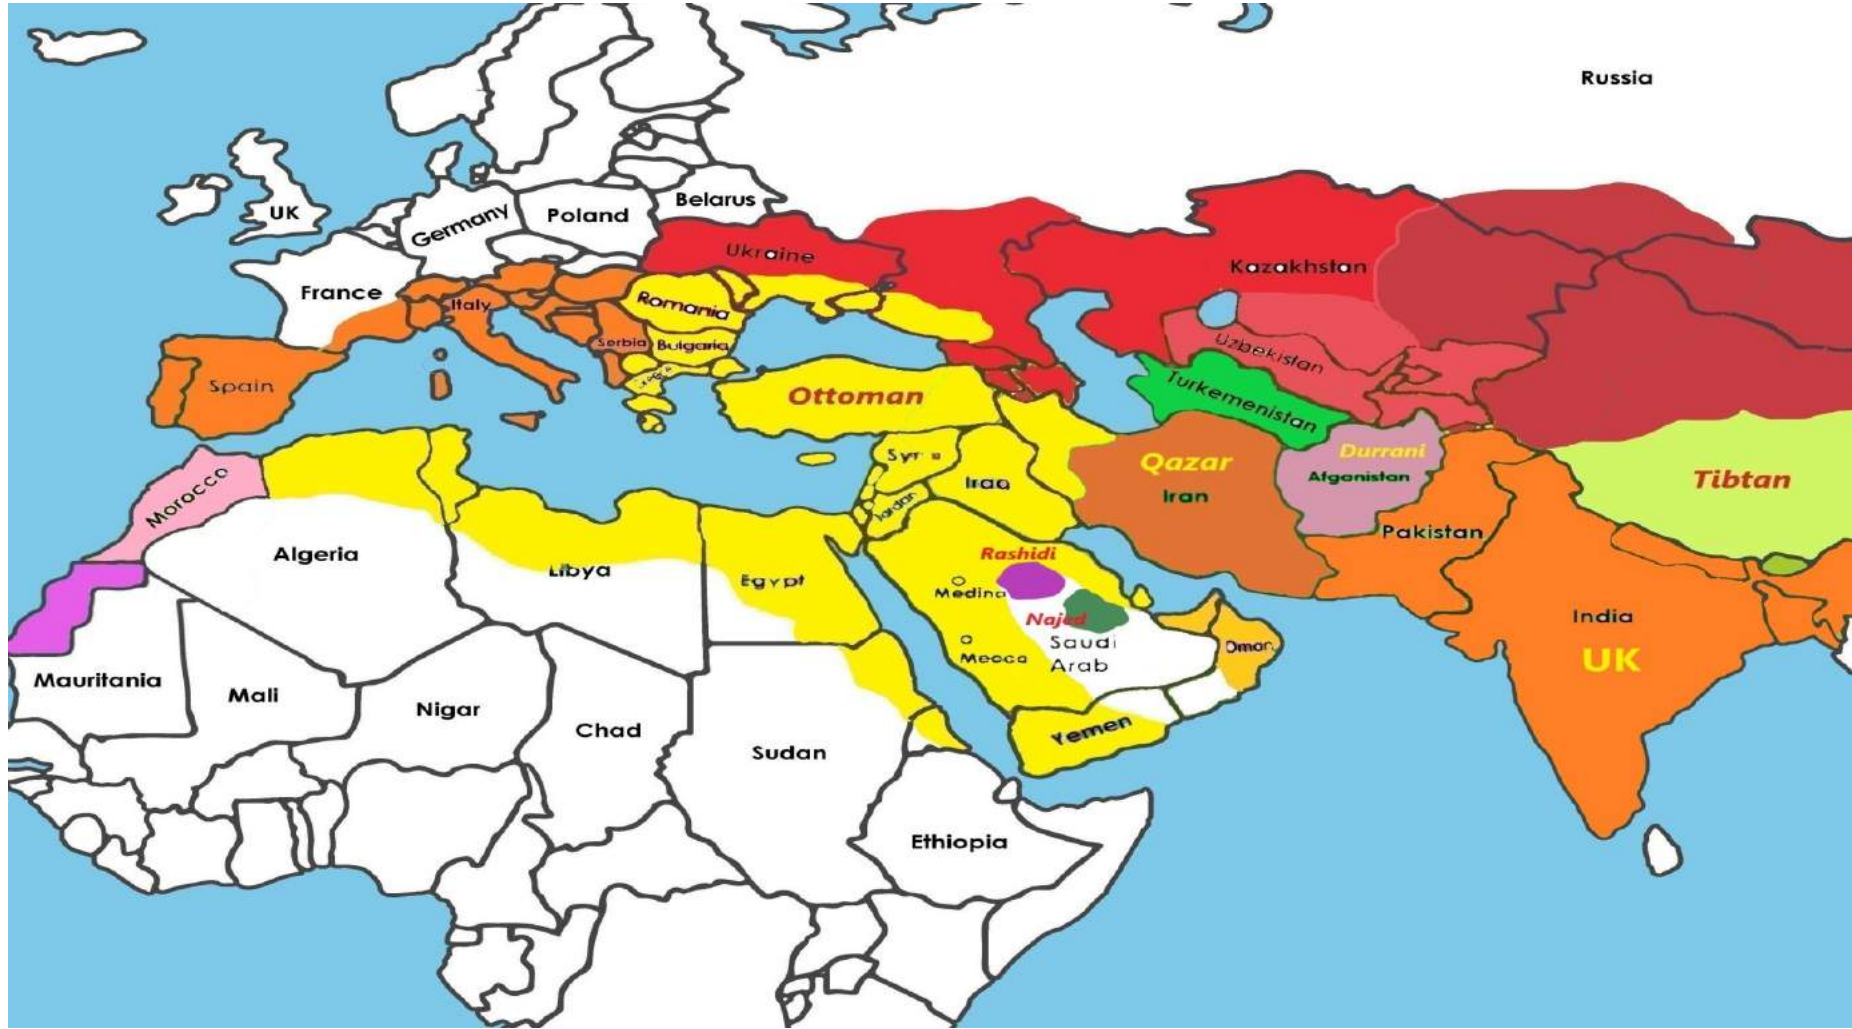 Russia
UK
Germany
Poland
Belarus
France
Italy
Ukraine
Kazakhstan
Romania
Serbia
Bulgaria
Spain
Uzbekistan
Turkemenistan
Ottoman
Morocco
Algeria
Libya
Egypt
Iraq
Jordan
Qazar
Iran
Durrani
Afgenistan
Tibtan
Pakistan
Rashidi
Medina
Najed
Mecca
Saudi
Arab
Oman
Yemen
India
UK
Mauritania
Mali
Nigar
Chad
Sudan
Ethiopia